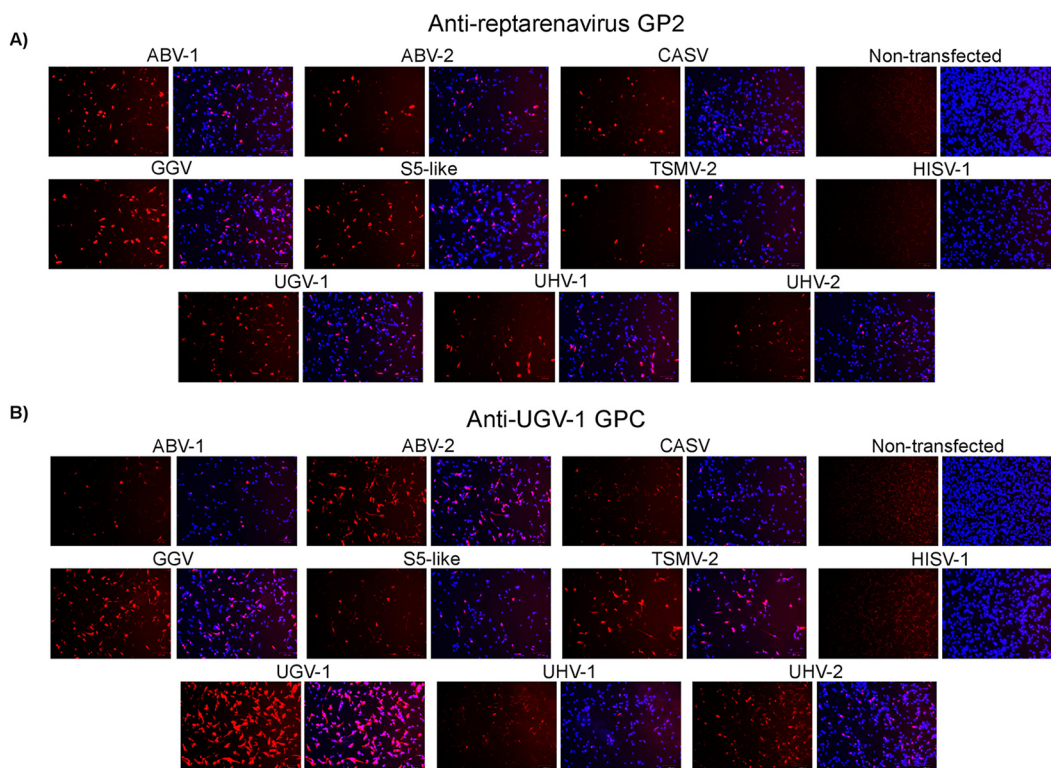 Anti-reptarenavirus GP2
A)
ABV-1 ABV-2 CASV Non-transfected
GGV S5-like TSMV-2 HISV-1
UGV-1 UHV-1 UHV-2
B)
Anti-UGV-1 GPC
ABV-1 ABV-2 CASV Non-transfected
GGV S5-like TSMV-2 HISV-1
UGV-1 UHV-1 UHV-2